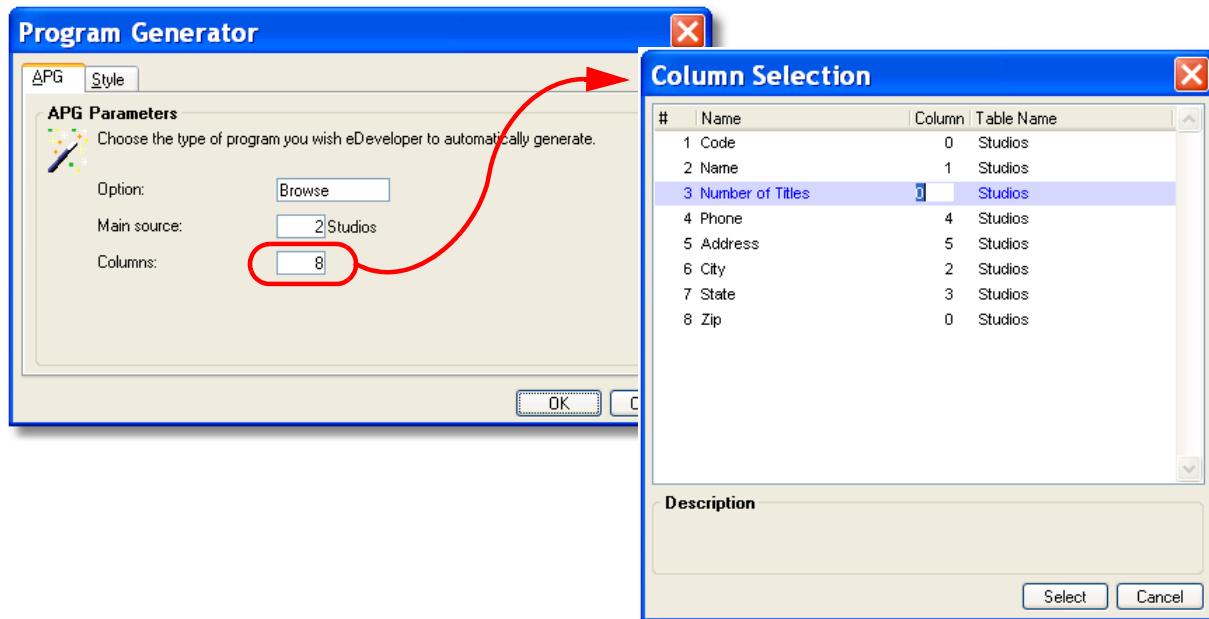 Program Generator
APG Style
APG Parameters
Choose the type of program you wish eDeveloper to automatically generate.
Option: Browse
Main source: 2 Studios
Columns: 8
OK C
Column Selection
# Name Column Table Name
1 Code 0 Studios
2 Name 1 Studios
3 Number of Titles 0 Studios
4 Phone 4 Studios
5 Address 5 Studios
6 City 2 Studios
7 State 3 Studios
8 Zip 0 Studios
Description
Select Cancel